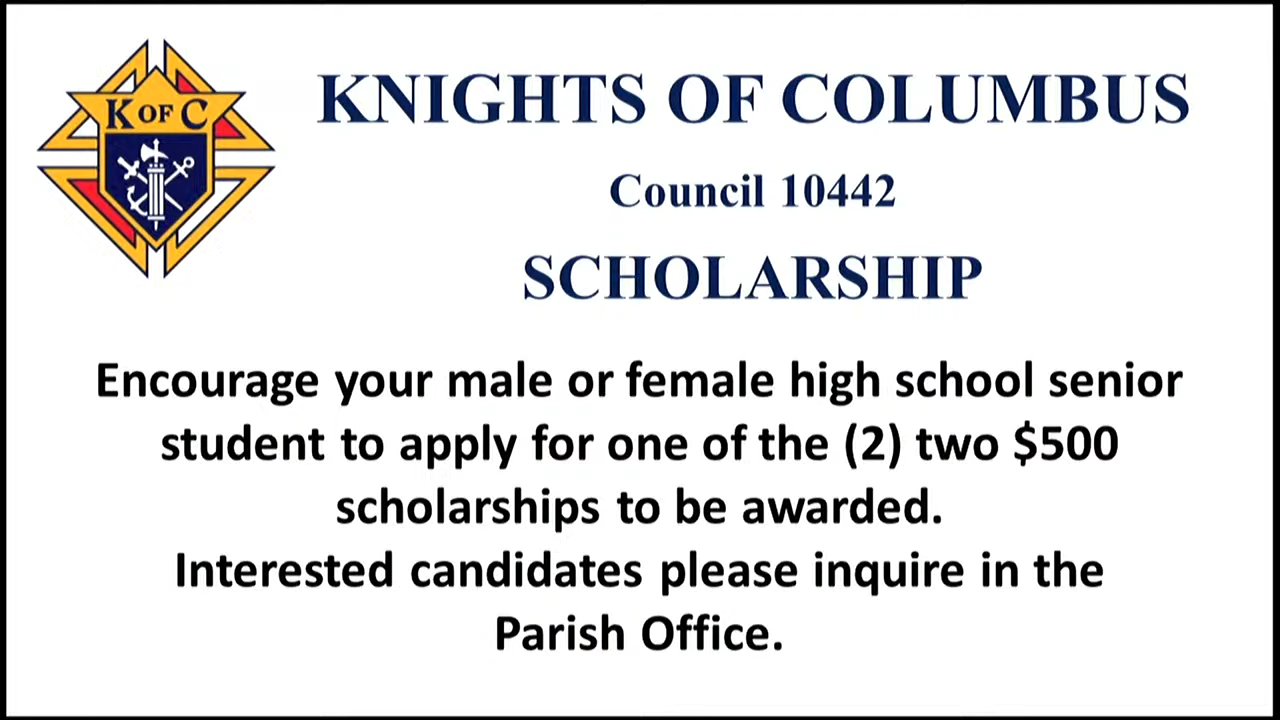 K OF C
KNIGHTS OF COLUMBUS
Council 10442
SCHOLARSHIP
Encourage your male or female high school senior
student to apply for one of the (2) two $500
scholarships to be awarded.
Interested candidates please inquire in the
Parish Office.